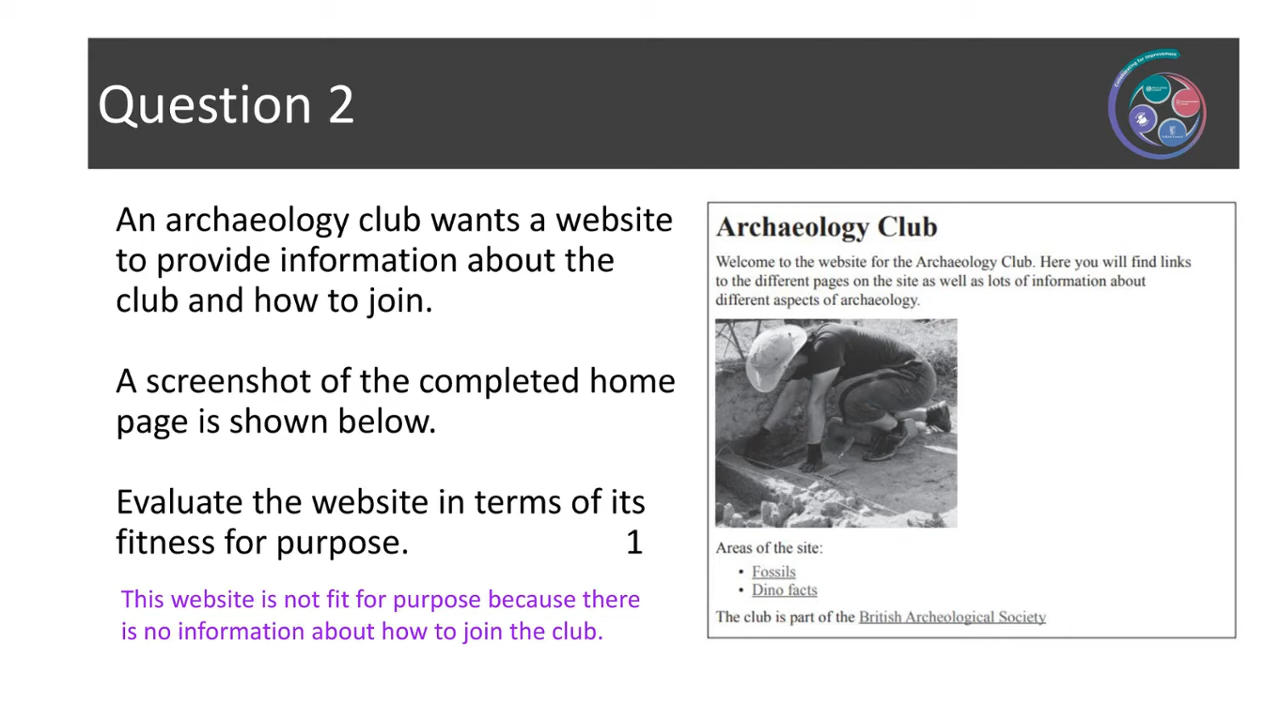 Question 2
Collaborating for Improvement
An archaeology club wants a website
to provide information about the
club and how to join.
A screenshot of the completed home
page is shown below.
Evaluate the website in terms of its
fitness for purpose. 1
This website is not fit for purpose because there
is no information about how to join the club.
Archaeology Club
Welcome to the website for the Archaeology Club. Here you will find links
to the different pages on the site as well as lots of information about
different aspects of archaeology.
Areas of the site:
• Fossils
• Dino facts
The club is part of the British Archeological Society